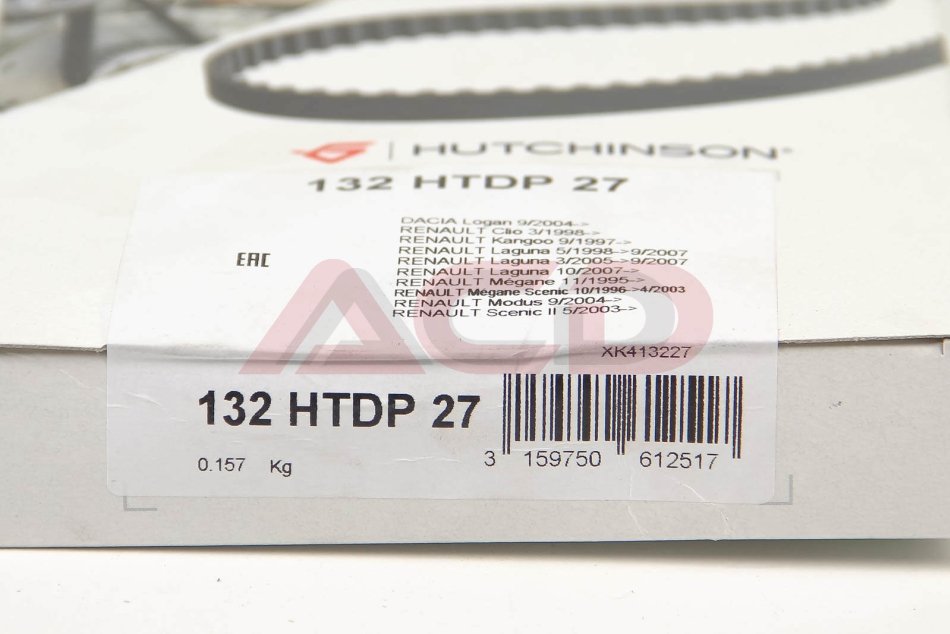 HUTCHINSON®
132 HTDP 27
DACIA Logan 9/2004->
RENAULT Clio 3/1998->
RENAULT Kangoo 9/1997->
RENAULT Laguna 5/1998->9/2007
RENAULT Laguna 3/2005->9/2007
RENAULT Laguna 10/2007->
RENAULT Mégane 11/1995->
RENAULT Mégane Scenic 10/1996->4/2003
RENAULT Modus 9/2004->
RENAULT Scenic II 5/2003->
EAC
ACD
XK413227
132 HTDP 27
0.157 Kg
3 159750 612517